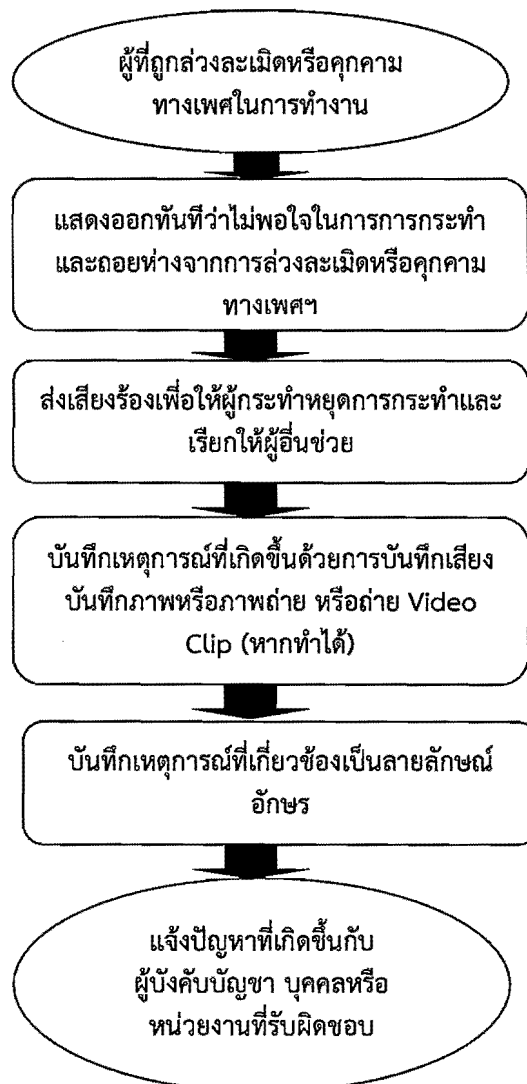 ผู้ที่ถูกล่วงละเมิดหรือคุกคาม
ทางเพศในการทำงาน
แสดงออกทันทีว่าไม่พอใจในการการกระทำ
และถอยห่างจากการล่วงละเมิดหรือคุกคาม
ทางเพศฯ
ส่งเสียงร้องเพื่อให้ผู้กระทำหยุดการกระทำและ
เรียกให้ผู้อื่นช่วย
บันทึกเหตุการณ์ที่เกิดขึ้นด้วยการบันทึกเสียง
บันทึกภาพหรือภาพถ่าย หรือถ่าย Video
Clip (หากทำได้)
บันทึกเหตุการณ์ที่เกี่ยวช้องเป็นลายลักษณ์
อักษร
แจ้งปัญหาที่เกิดขึ้นกับ
ผู้บังคับบัญชา บุคคลหรือ
หน่วยงานที่รับผิดชอบ